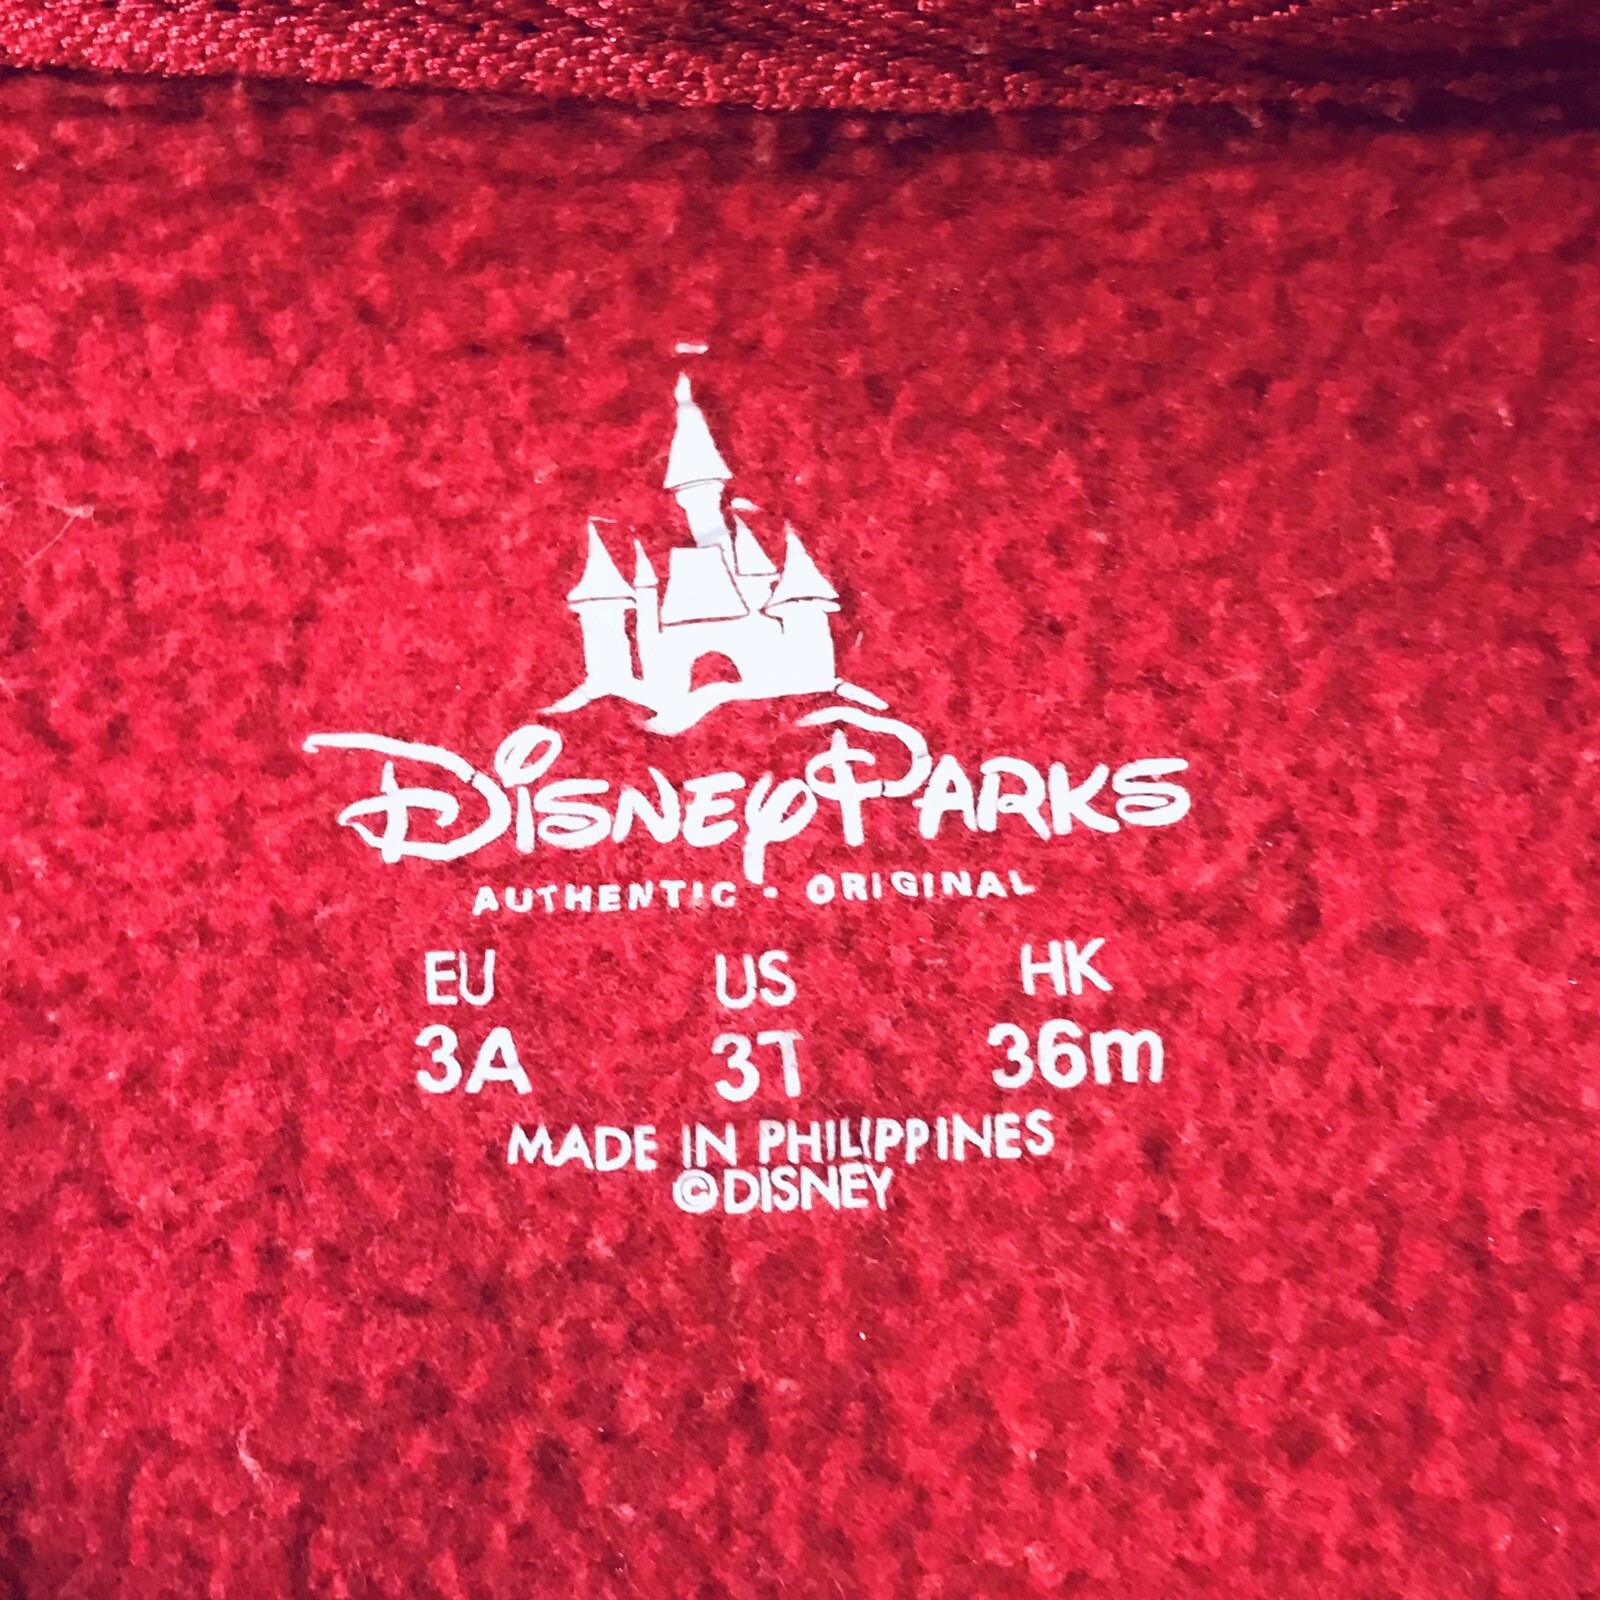 Disney Parks
AUTHENTIC · ORIGINAL
EU US HK
3A 3T 36m
MADE IN PHILIPPINES
©DISNEY